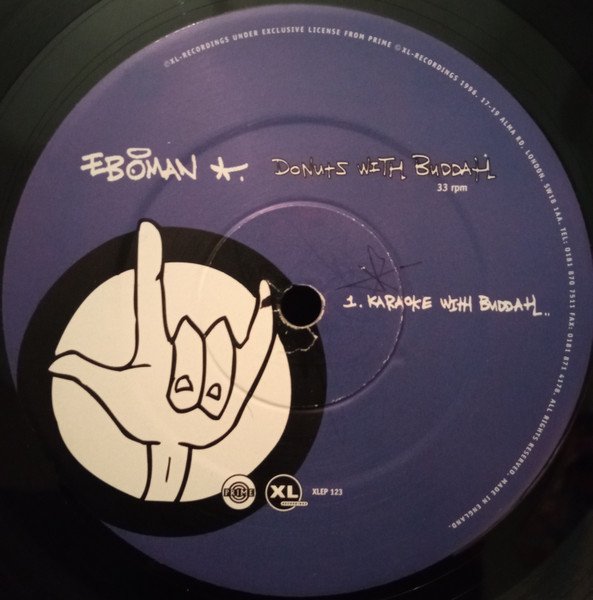 ©XL-RECORDINGS UNDER EXCLUSIVE LICENSE FROM PRIME ©XL-RECORDINGS 1998. 17-19 ALMA RD, LONDON, SW18 1AA. TEL: 0181 870 7511 FAX: 0181 871 4178. ALL RIGHTS RESERVED. MADE IN ENGLAND.
EBOMAN DONUTS WITH BUDDAH
33 rpm
1. KARAOKE WITH BUDDAH..
PRIME XL RECORDINGS XLEP 123